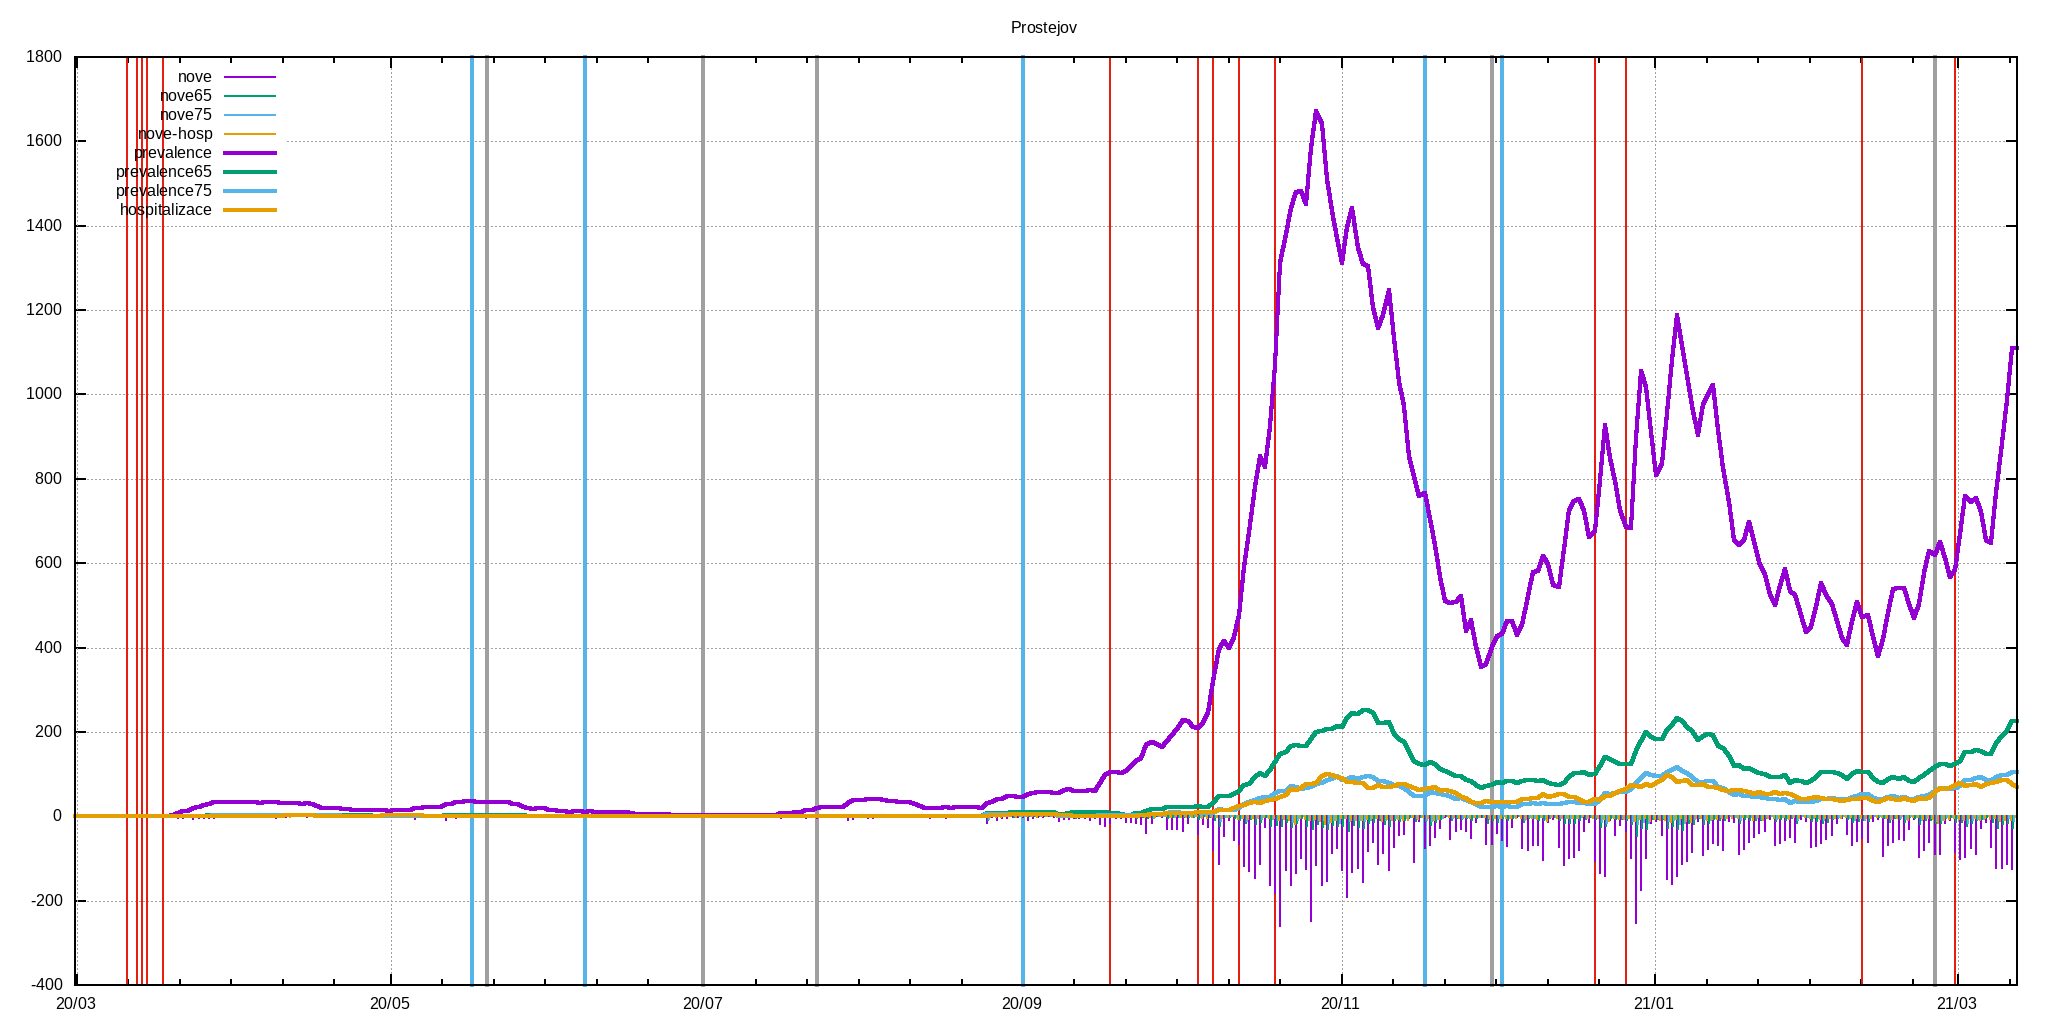 Prostejov
1800
1600
1400
1200
1000
800
600
400
200
0
-200
-400
nove
nove65
nove75
nove-hosp
prevalence
prevalence65
prevalence75
hospitalizace
20/03
20/05
20/07
20/09
20/11
21/01
21/03